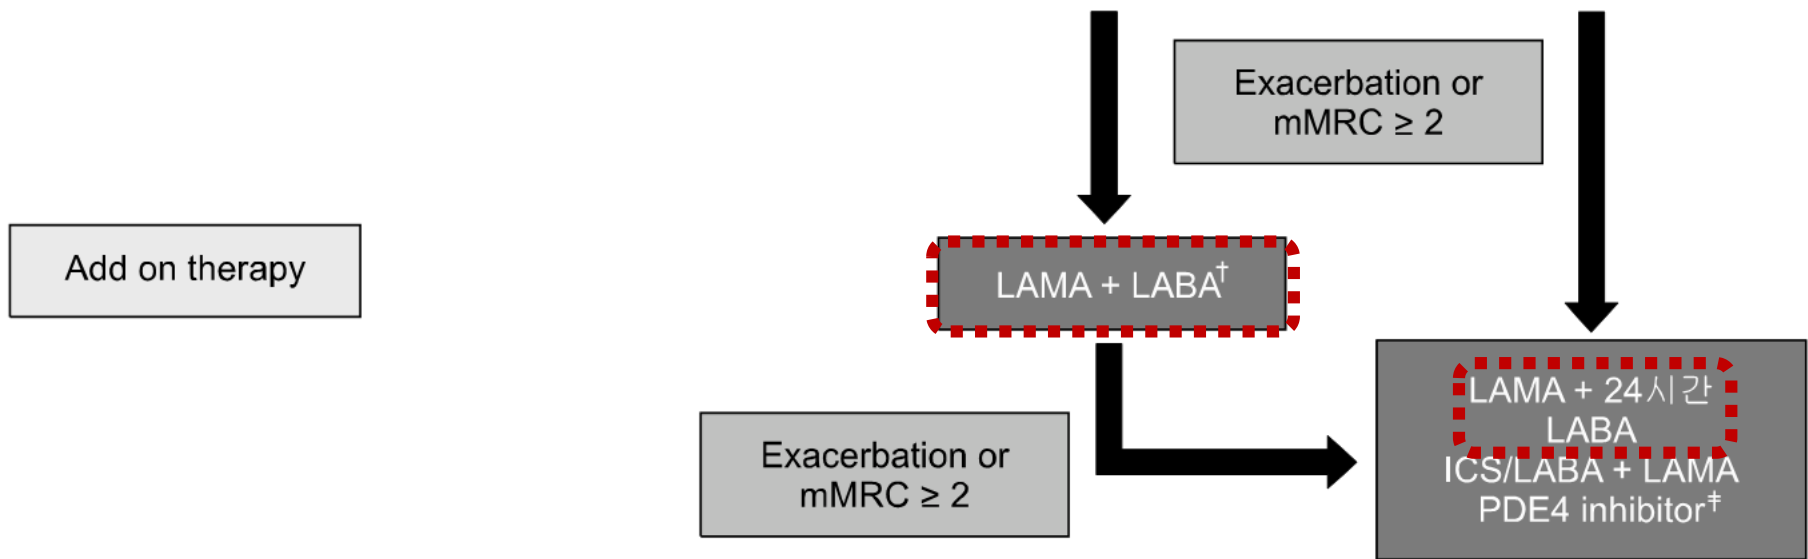 Exacerbation or
mMRC ≥ 2
Add on therapy
LAMA + LABA†
LAMA + 24시간
LABA
ICS/LABA + LAMA
PDE4 inhibitor‡
Exacerbation or
mMRC ≥ 2